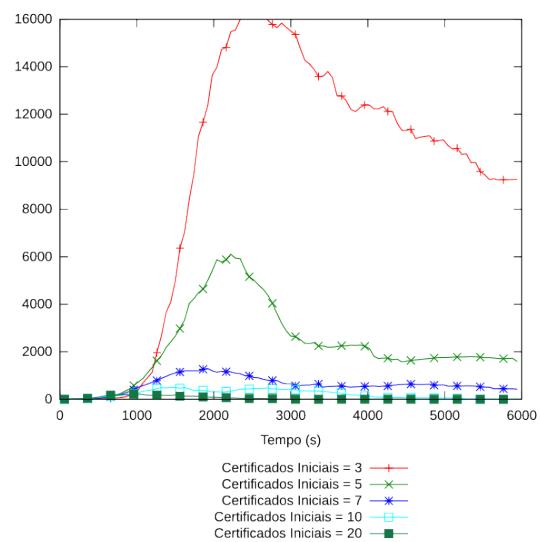 16000
14000
12000
10000
8000
6000
4000
2000
0
0 1000 2000 3000 4000 5000 6000
Tempo (s)
Certificados Iniciais = 3
Certificados Iniciais = 5
Certificados Iniciais = 7
Certificados Iniciais = 10
Certificados Iniciais = 20